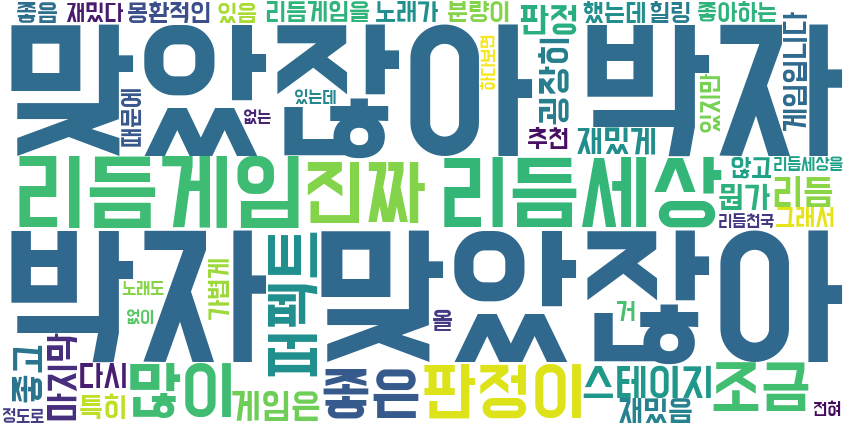 좋음 재밌다 몽환적인 있음 리듬게임을 노래가 분량이 판정 했는데 힐링 좋아하는
맞았잖아 박자
하다보면
굉장히
있지만
게임입니다
때문에
있는데
없는
추천 재밌게
리듬게임 진짜 리듬세상
않고 리듬세상을
뭔가 리듬
리듬천국 그래서
박자 맞았잖아
가볍게
퍼펙트
노래도
없이
올
거
좋고
마지막
다시 많이
특히
정도로
게임은 좋은 판정이 스테이지 조금
재밌음
전혀